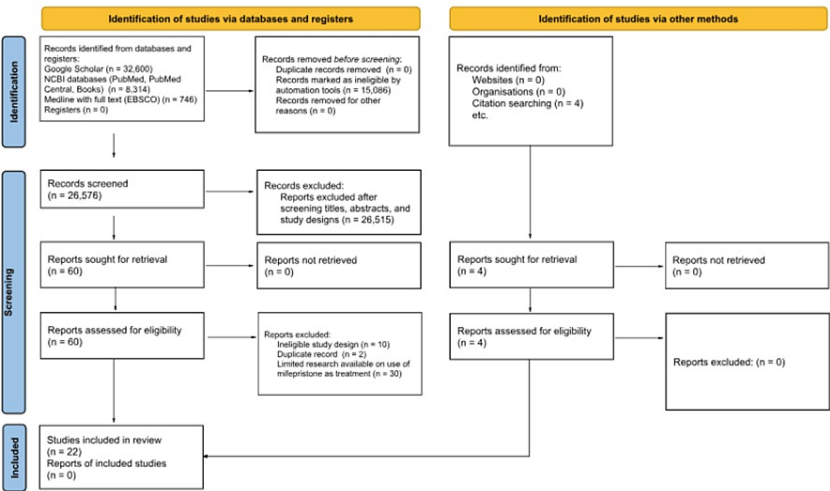 Identification of studies via databases and registers
Identification of studies via other methods
Identification
Records identified from databases and
registers:
Google Scholar (n = 32,600)
NCBI databases (PubMed, PubMed
Central, Books) (n = 8,314)
Medline with full text (EBSCO) (n = 746)
Registers (n = 0)
Records removed before screening:
Duplicate records removed (n = 0)
Records marked as ineligible by
automation tools (n = 15,086)
Records removed for other
reasons (n = 0)
Records identified from:
Websites (n = 0)
Organisations (n = 0)
Citation searching (n = 4)
etc.
Screening
Records screened
(n = 26,576)
Records excluded:
Reports excluded after
screening titles, abstracts, and
study designs (n = 26,515)
Reports sought for retrieval
(n = 60)
Reports not retrieved
(n = 0)
Reports sought for retrieval
(n = 4)
Reports not retrieved
(n = 0)
Reports assessed for eligibility
(n = 60)
Reports excluded:
Ineligible study design (n = 10)
Duplicate record (n = 2)
Limited research available on use of
mifepristone as treatment (n = 30)
Reports assessed for eligibility
(n = 4)
Reports excluded: (n = 0)
Included
Studies included in review
(n = 22)
Reports of included studies
(n = 0)